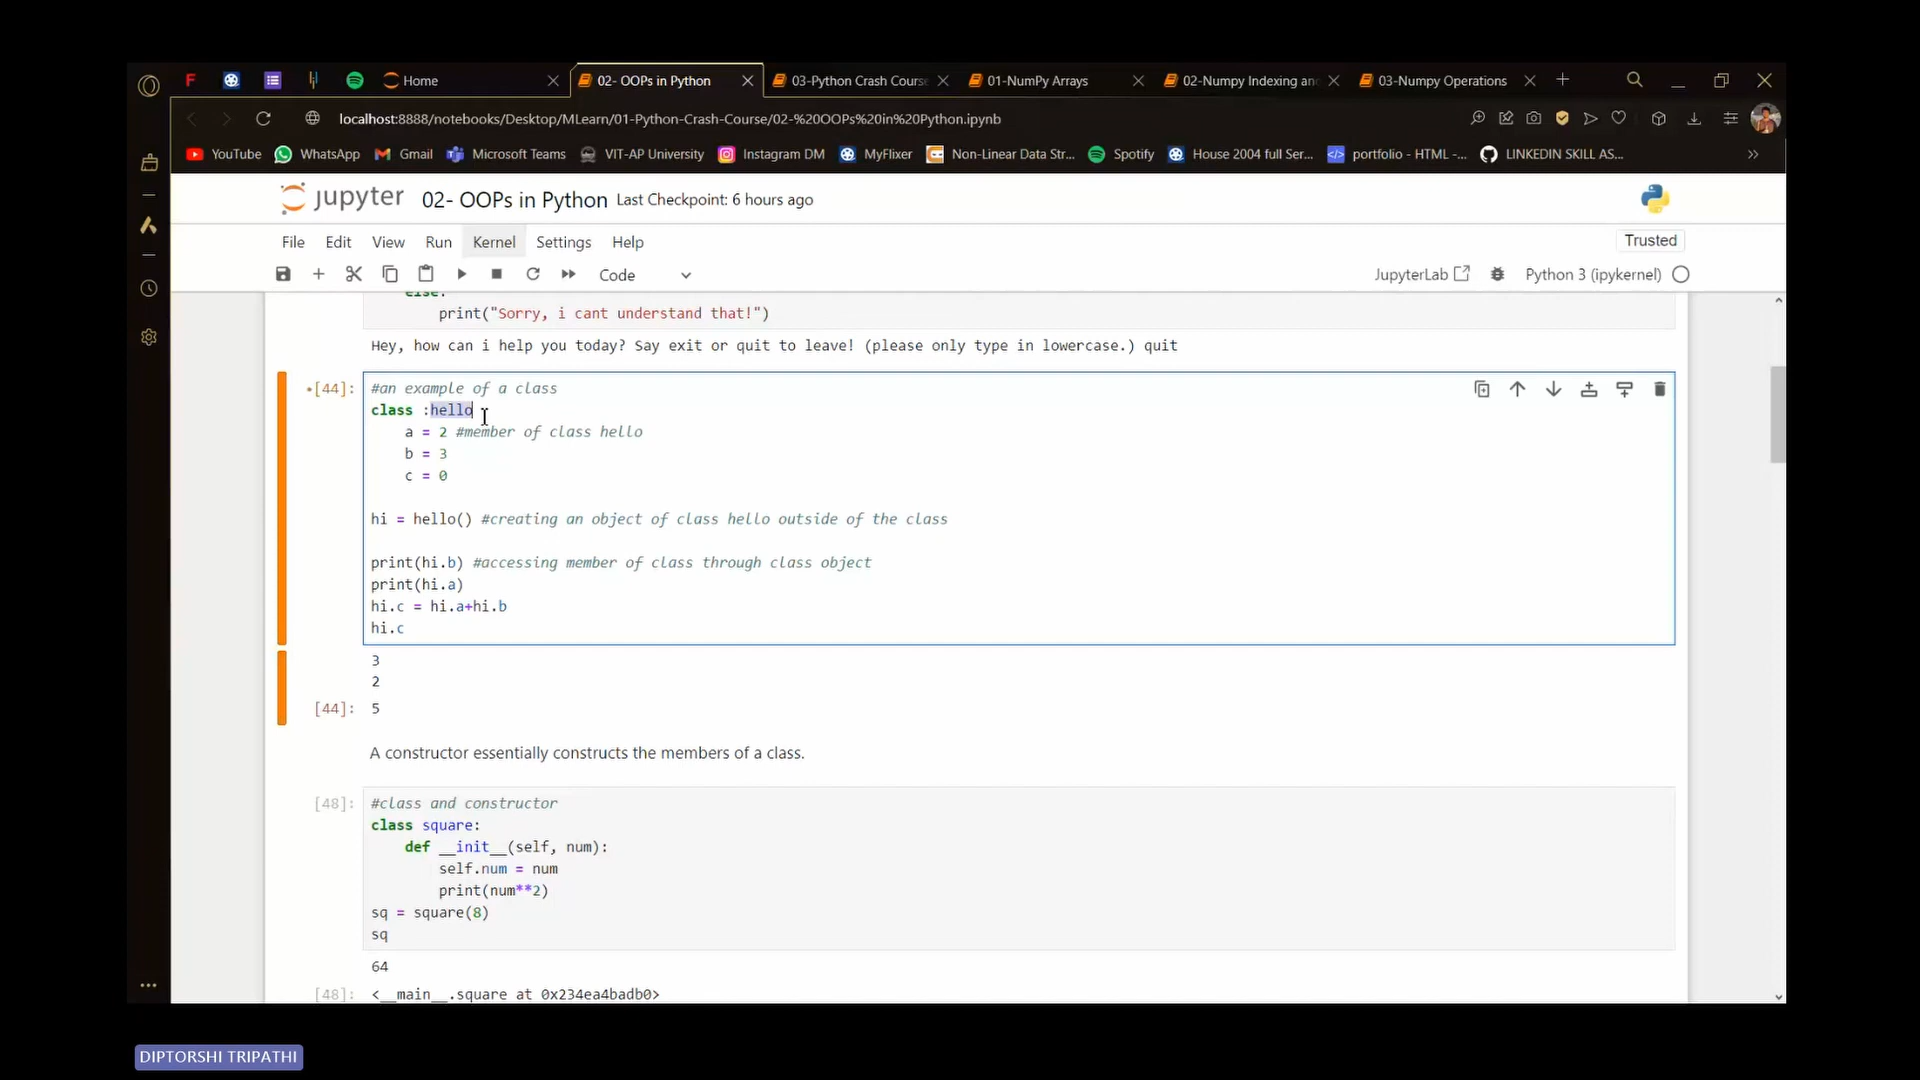 F
Home
02- OOPs in Python
03-Python Crash Course
01-NumPy Arrays
02-Numpy Indexing an
03-Numpy Operations
localhost:8888/notebooks/Desktop/MLearn/01-Python-Crash-Course/02-%20OOPs%20in%20Python.ipynb
YouTube
WhatsApp
Gmail
Microsoft Teams
VIT-AP University
Instagram DM
MyFlixer
Non-Linear Data Str...
Spotify
House 2004 full Ser...
portfolio - HTML -...
LINKEDIN SKILL AS...
jupyter 02- OOPs in Python Last Checkpoint: 6 hours ago
File Edit View Run Kernel Settings Help
Trusted
Code
JupyterLab
Python 3 (ipykernel)
else:
print("Sorry, i cant understand that!")
Hey, how can i help you today? Say exit or quit to leave! (please only type in lowercase.) quit
•[44]: #an example of a class
class :hello
a = 2 #member of class hello
b = 3
c = 0
hi = hello() #creating an object of class hello outside of the class
print(hi.b) #accessing member of class through class object
print(hi.a)
hi.c = hi.a+hi.b
hi.c
3
2
[44]: 5
A constructor essentially constructs the members of a class.
[48]: #class and constructor
class square:
def __init__(self, num):
self.num = num
print(num**2)
sq = square(8)
sq
64
[48]: <__main__.square at 0x234ea4badb0>
DIPTORSHI TRIPATHI